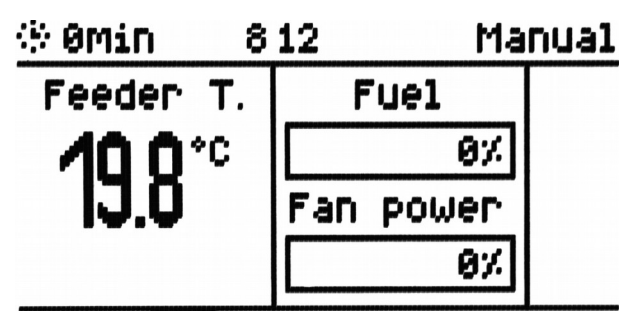 0min 8 12 Manual
Feeder T.
19.8°C
Fuel
0%
Fan power
0%